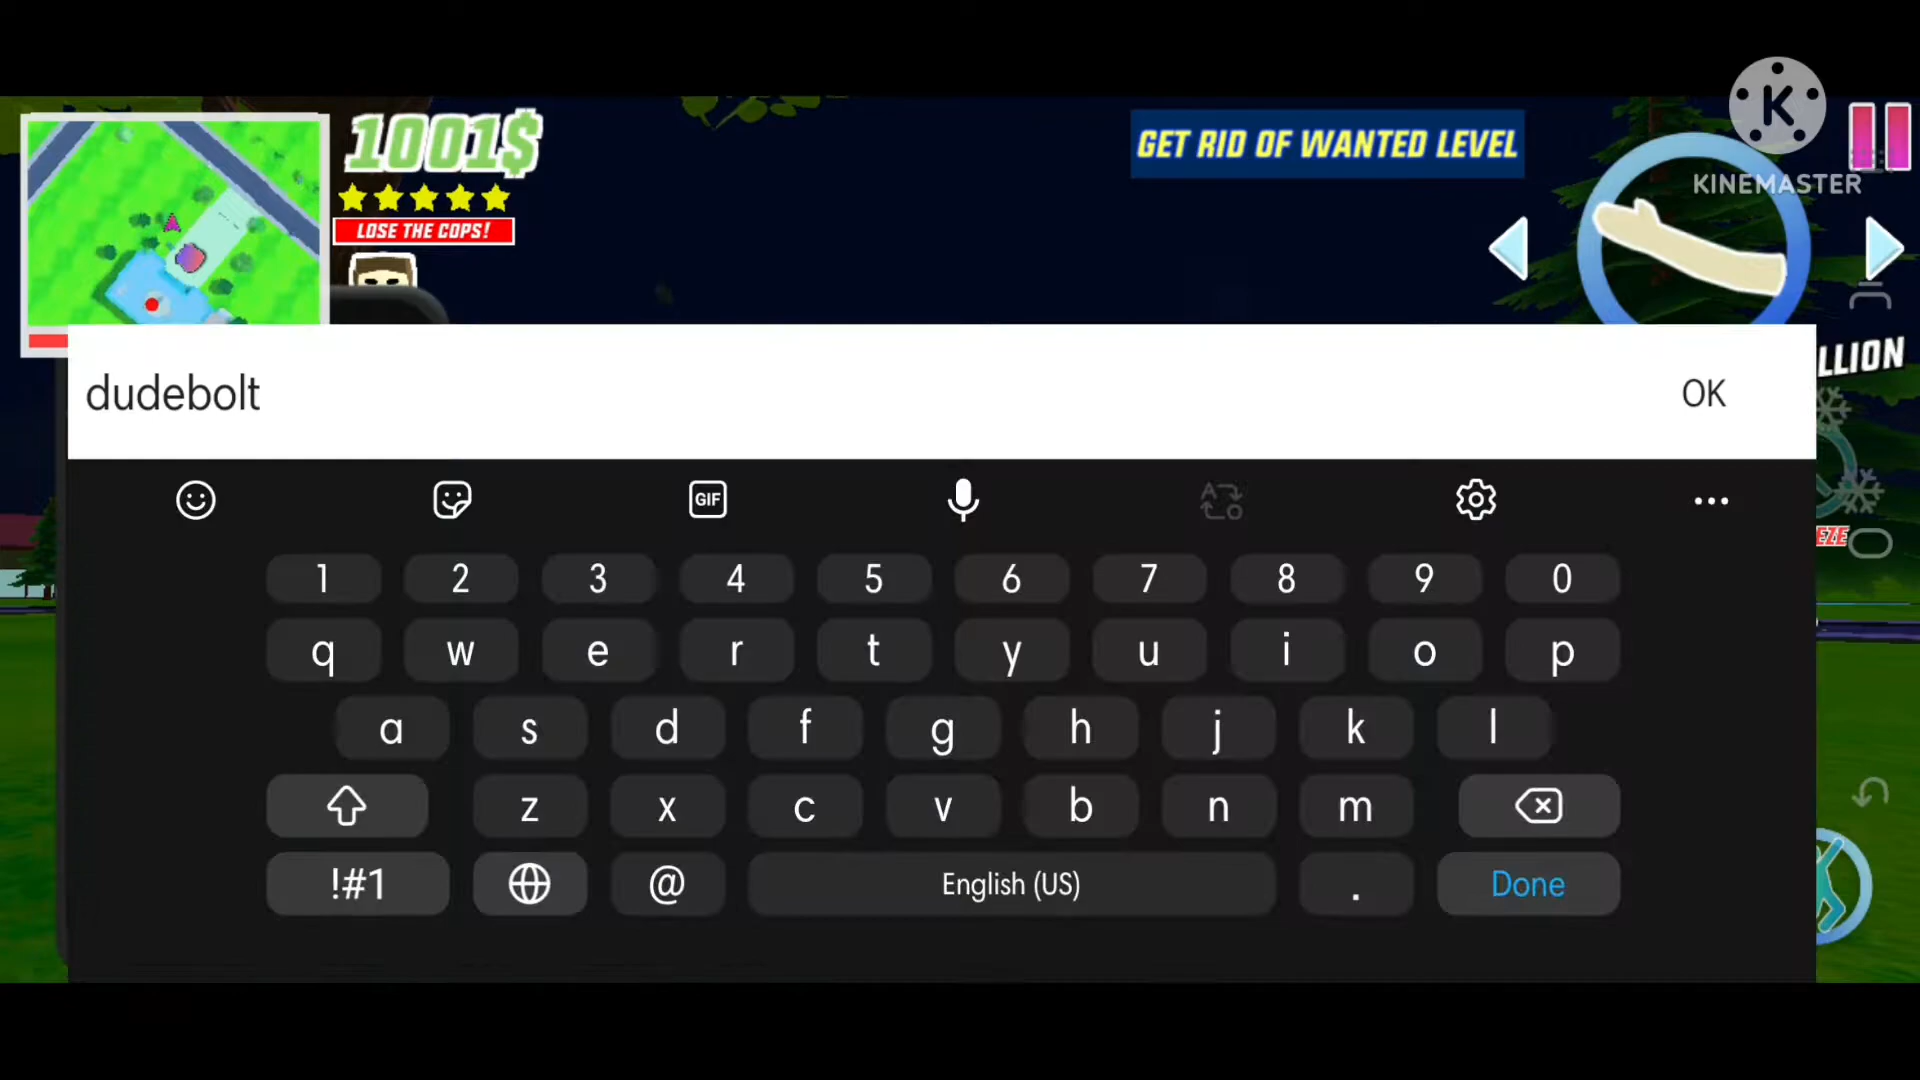 1001$
GET RID OF WANTED LEVEL
KINEMASTER
LOSE THE COPS!
LLION
dudebolt
OK
GIF
EZE
1 2 3 4 5 6 7 8 9 0
q w e r t y u i o p
a s d f g h j k l
z x c v b n m
!#1 @ English (US) . Done